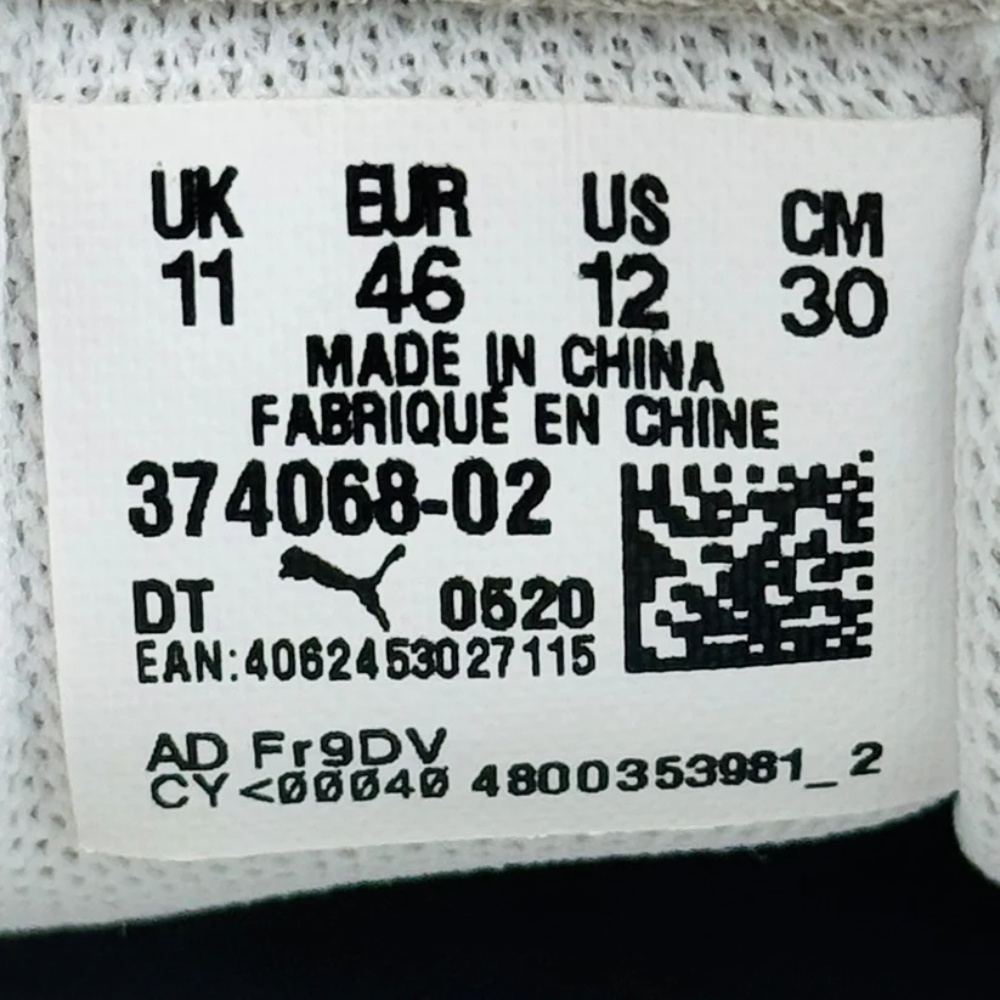 UK EUR US CM
11 46 12 30
MADE IN CHINA
FABRIQUÉ EN CHINE
374068-02
DT 0520
EAN:4062453027115
AD Fr9DV
CY<00040 4800353981_2